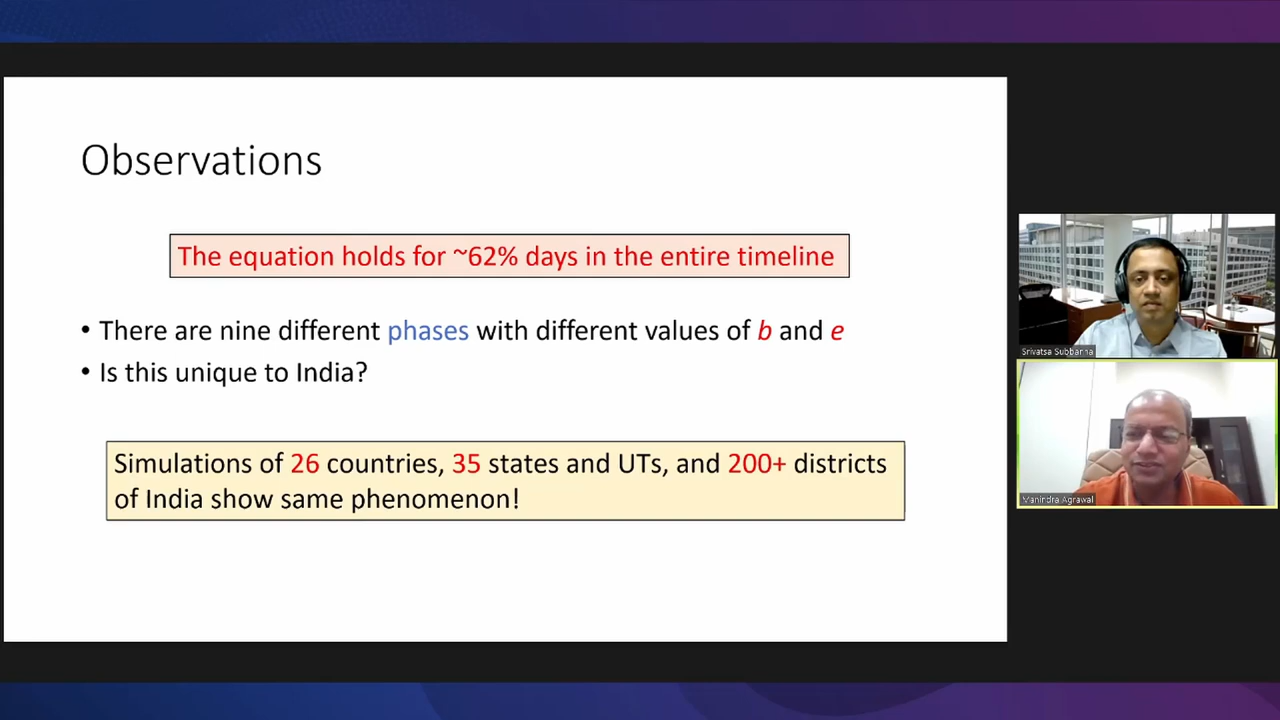 Observations
The equation holds for ~62% days in the entire timeline
• There are nine different phases with different values of b and e
• Is this unique to India?
Simulations of 26 countries, 35 states and UTs, and 200+ districts
of India show same phenomenon!
Srivatsa Subbanna
Manindra Agrawal